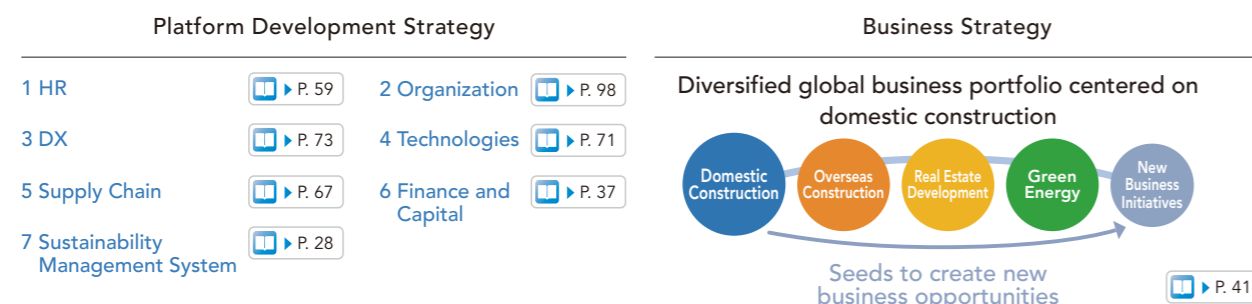 Platform Development Strategy
1 HR ▶ P. 59
2 Organization ▶ P. 98
3 DX ▶ P. 73
4 Technologies ▶ P. 71
5 Supply Chain ▶ P. 67
6 Finance and
Capital ▶ P. 37
7 Sustainability
Management System ▶ P. 28
Business Strategy
Diversified global business portfolio centered on
domestic construction
Domestic
Construction
Overseas
Construction
Real Estate
Development
Green
Energy
New
Business
Initiatives
Seeds to create new
business opportunities
▶ P. 41